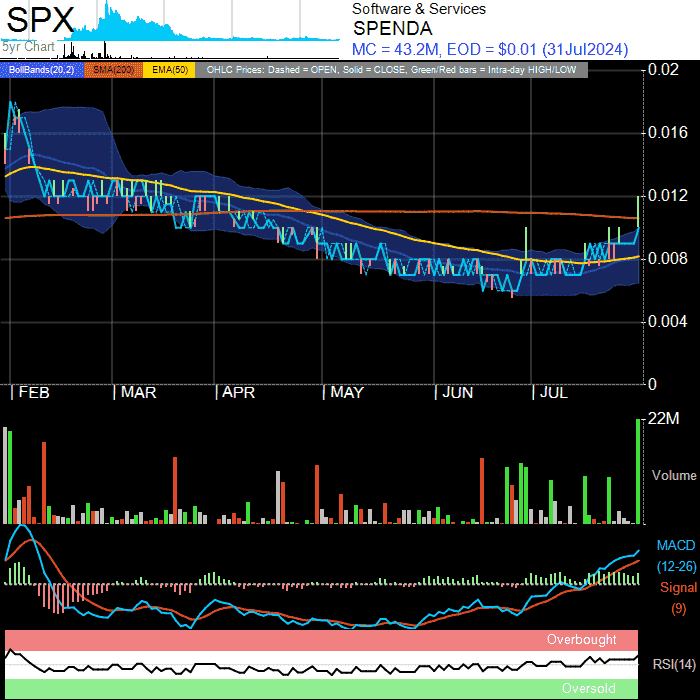 SPX
5yr Chart
Software & Services
SPENDA
MC = 43.2M, EOD = $0.01 (31Jul2024)
BollBands(20,2) SMA(200) EMA(50) OHLC Prices: Dashed = OPEN, Solid = CLOSE, Green/Red bars = Intra-day HIGH/LOW
0.02
0.016
0.012
0.008
0.004
0
FEB MAR APR MAY JUN JUL
22M
Volume
MACD
(12-26)
Signal
(9)
Overbought
RSI(14)
Oversold